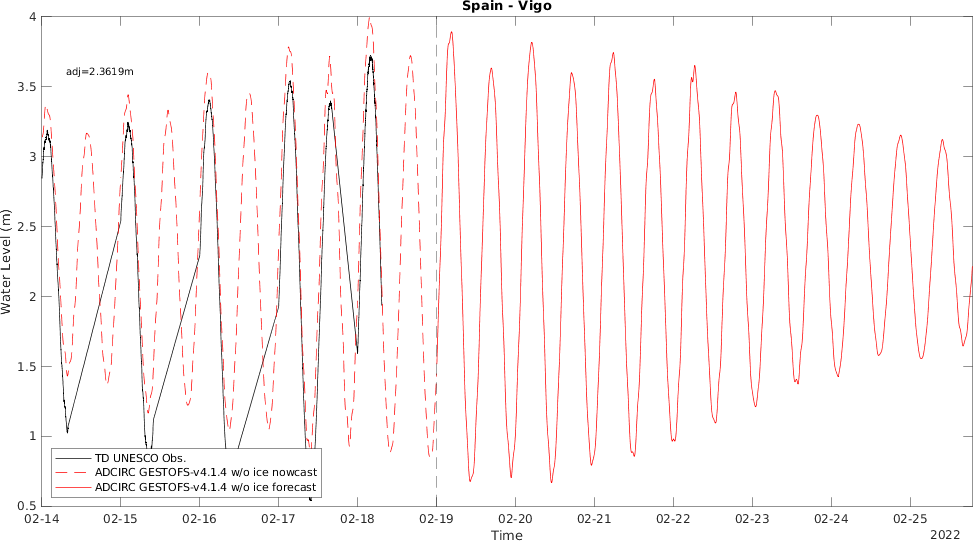 Spain - Vigo
adj=2.3619m
Water Level (m)
4
3.5
3
2.5
2
1.5
1
0.5
TD UNESCO Obs.
ADCIRC GESTOFS-v4.1.4 w/o ice nowcast
ADCIRC GESTOFS-v4.1.4 w/o ice forecast
02-14 02-15 02-16 02-17 02-18 02-19 02-20 02-21 02-22 02-23 02-24 02-25
Time
2022